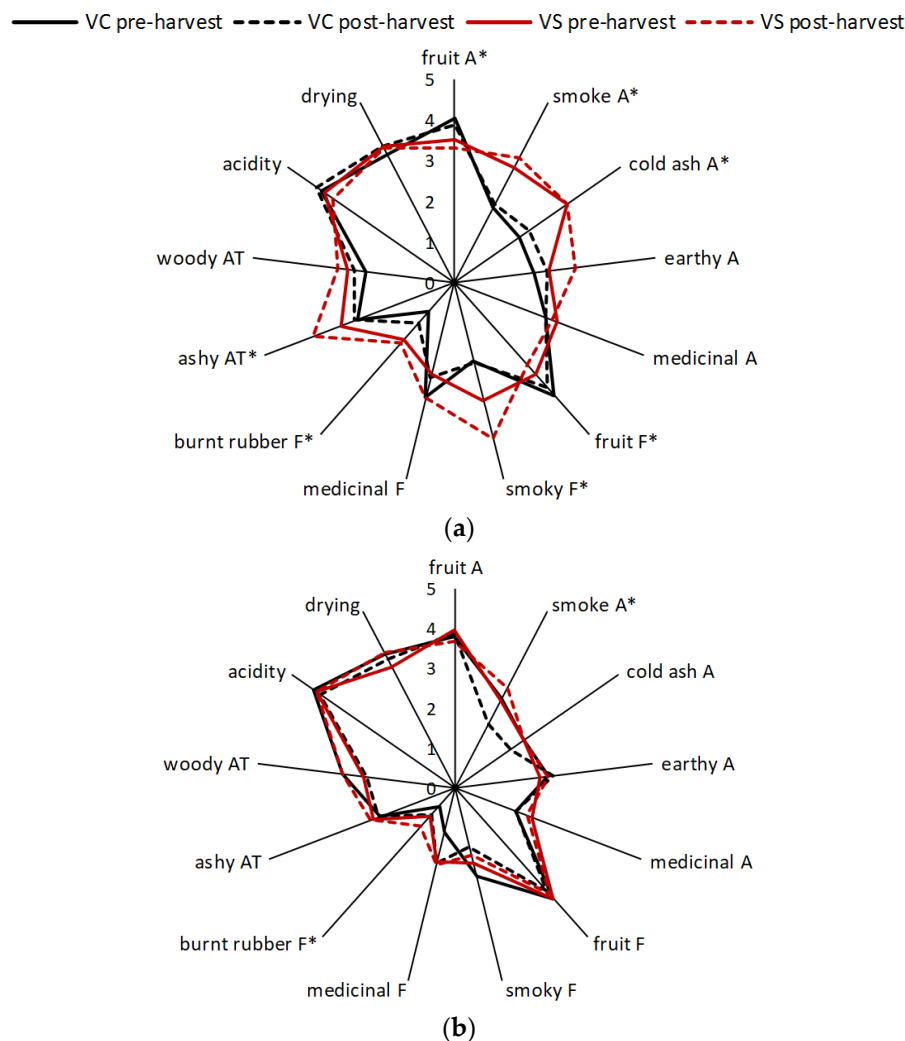 VC pre-harvest VC post-harvest VS pre-harvest VS post-harvest
fruit A*
drying
smoke A*
acidity
cold ash A*
woody AT
earthy A
ashy AT*
medicinal A
burnt rubber F*
fruit F*
medicinal F
smoky F*
5
4
3
2
1
0
(a)
fruit A
drying
smoke A*
acidity
cold ash A
woody AT
earthy A
ashy AT
medicinal A
burnt rubber F*
fruit F
medicinal F
smoky F
5
4
3
2
1
0
(b)